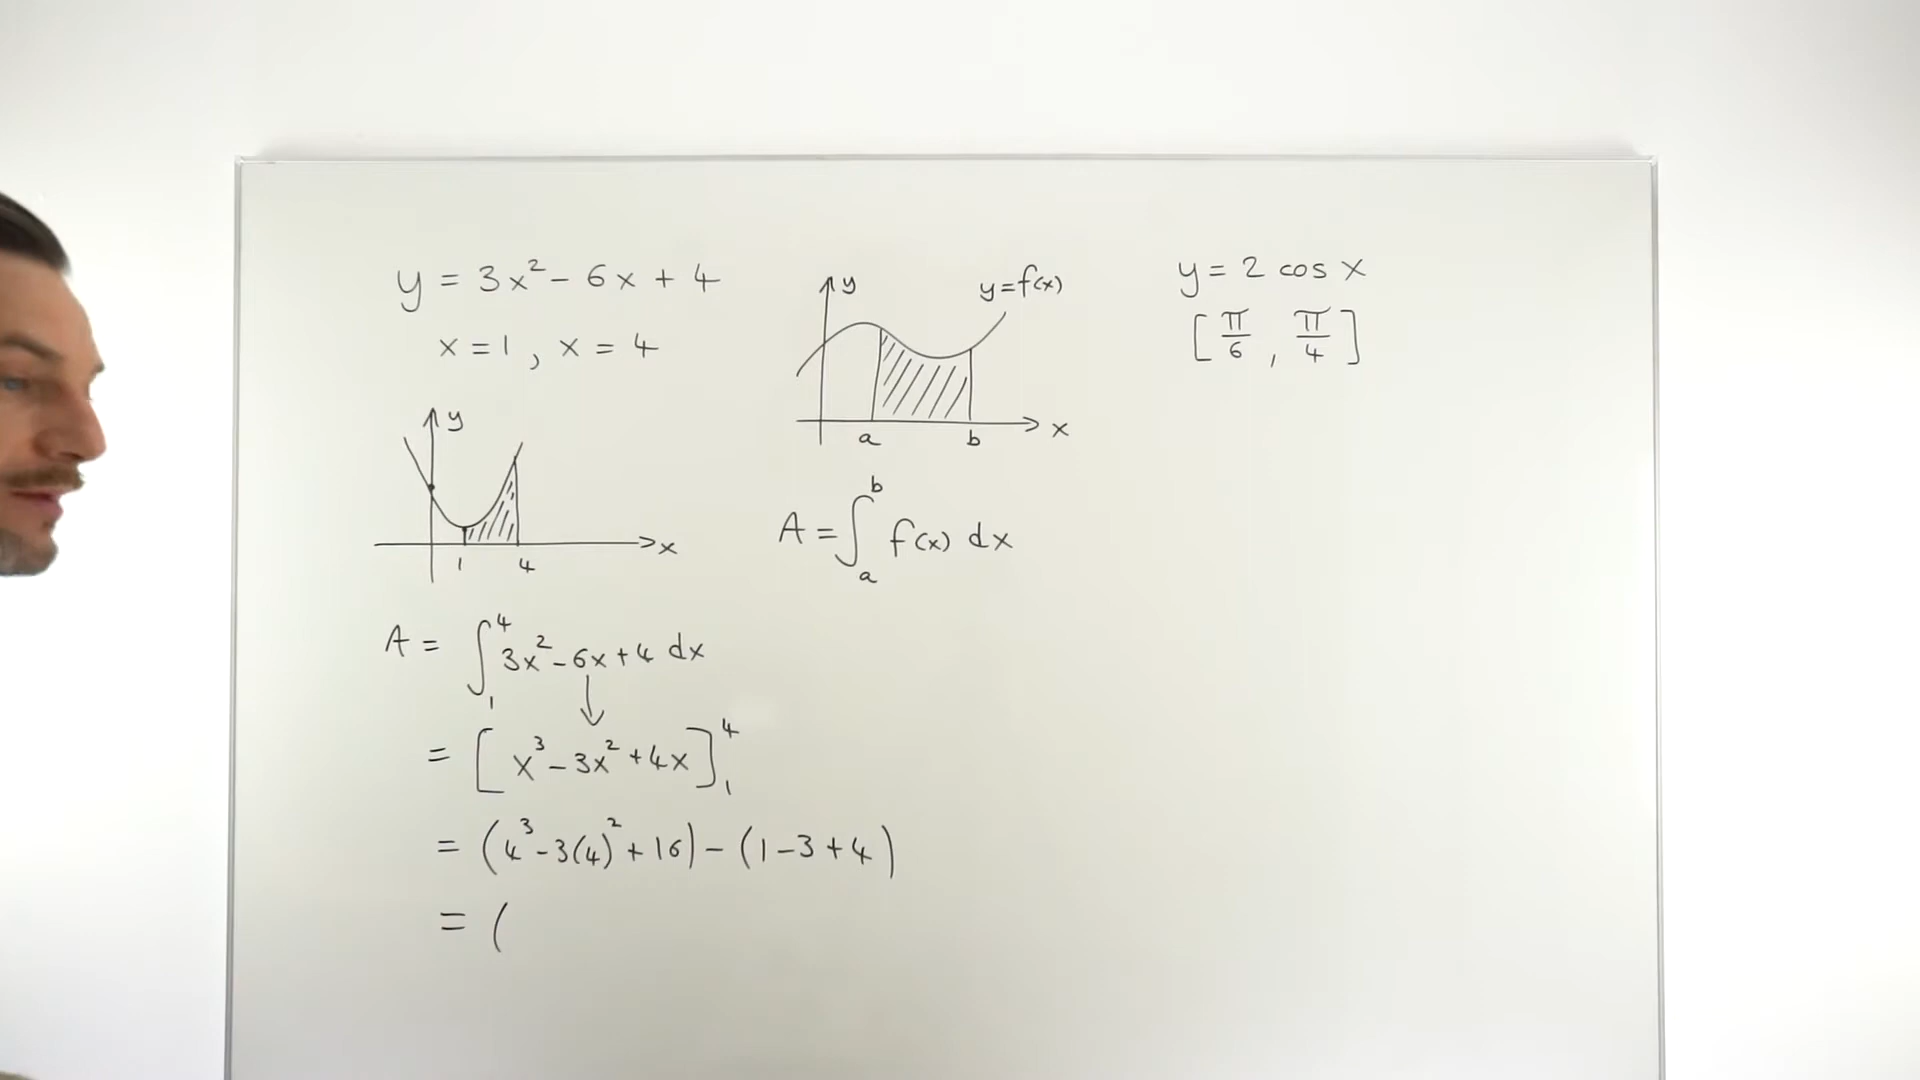 y = 3x² - 6x + 4
x = 1 , x = 4
y
x
1 4
A = ∫₁⁴ 3x² - 6x + 4 dx
= [x³ - 3x² + 4x]₁⁴
= (4³ - 3(4)² + 16) - (1 - 3 + 4)
= (
y
y = f(x)
x
a b
A = ∫ₐᵇ f(x) dx
y = 2 cos x
[π/6 , π/4]